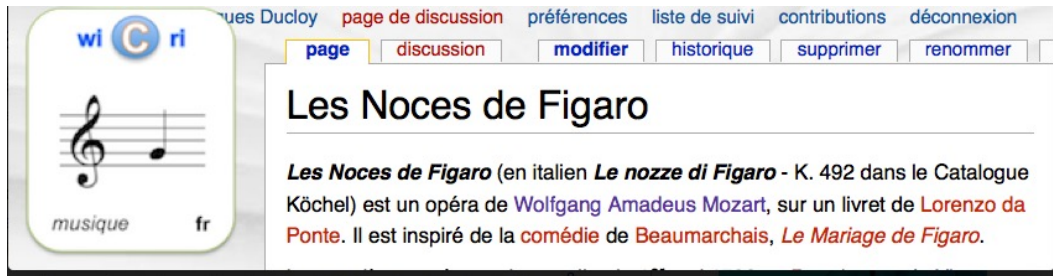 wi C ri
musique fr
ues Ducloy page de discussion préférences liste de suivi contributions déconnexion
page discussion modifier historique supprimer renommer
Les Noces de Figaro
Les Noces de Figaro (en italien Le nozze di Figaro - K. 492 dans le Catalogue
Köchel) est un opéra de Wolfgang Amadeus Mozart, sur un livret de Lorenzo da
Ponte. Il est inspiré de la comédie de Beaumarchais, Le Mariage de Figaro.